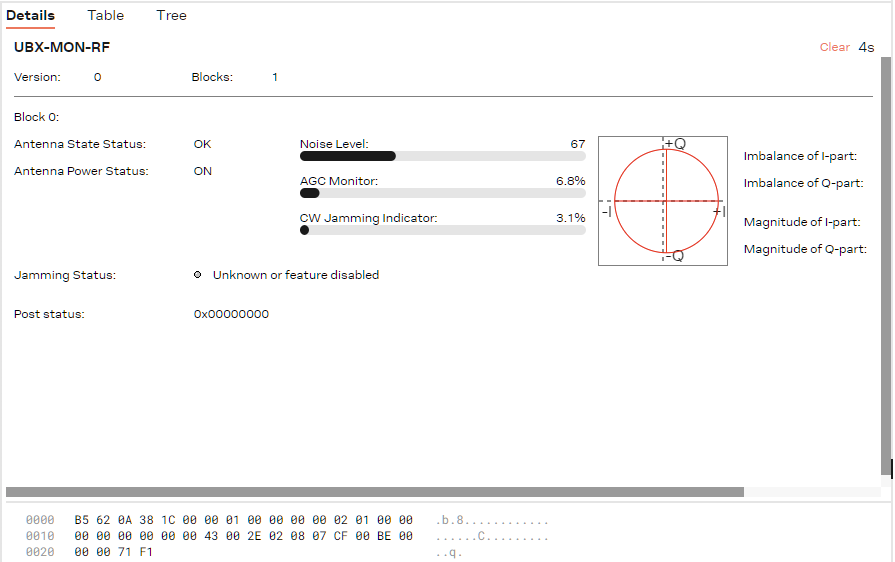 Details Table Tree
UBX-MON-RF Clear 4s
Version: 0 Blocks: 1
Block 0:
Antenna State Status: OK Noise Level: 67 +Q Imbalance of I-part:
Antenna Power Status: ON AGC Monitor: 6.8% Imbalance of Q-part:
-I +I
CW Jamming Indicator: 3.1% Magnitude of I-part:
-Q Magnitude of Q-part:
Jamming Status: Unknown or feature disabled
Post status: 0x00000000
0000 B5 62 0A 38 1C 00 00 01 00 00 00 00 02 01 00 00 .b.8............
0010 00 00 00 00 00 00 43 00 2E 02 08 07 CF 00 BE 00 ......C.........
0020 00 00 71 F1 ..q.